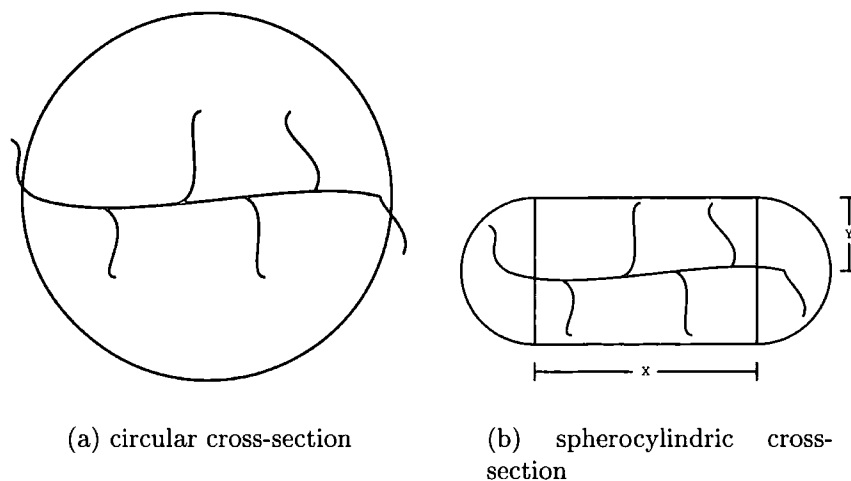 Y
X
(a) circular cross-section
(b) spherocylindric cross-
section